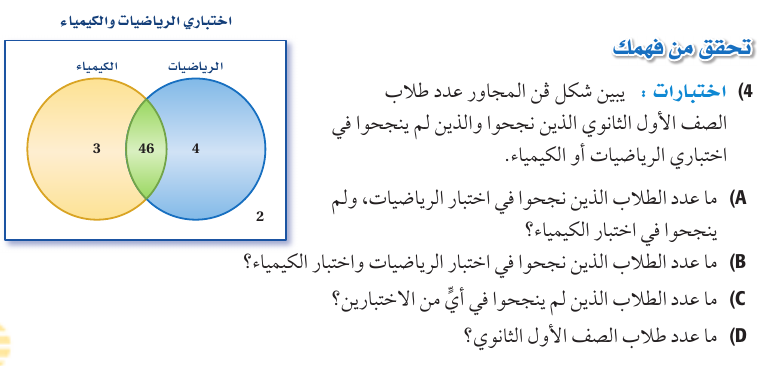 تحقق من فهمك
4) اختبارات : يبين شكل ڤن المجاور عدد طلاب
الصف الأول الثانوي الذين نجحوا والذين لم ينجحوا في
اختباري الرياضيات أو الكيمياء.
A) ما عدد الطلاب الذين نجحوا في اختبار الرياضيات، ولم
ينجحوا في اختبار الكيمياء؟
B) ما عدد الطلاب الذين نجحوا في اختبار الرياضيات واختبار الكيمياء؟
C) ما عدد الطلاب الذين لم ينجحوا في أيٍّ من الاختبارين؟
D) ما عدد طلاب الصف الأول الثانوي؟
اختباري الرياضيات والكيمياء
الرياضيات الكيمياء
3 46 4
2